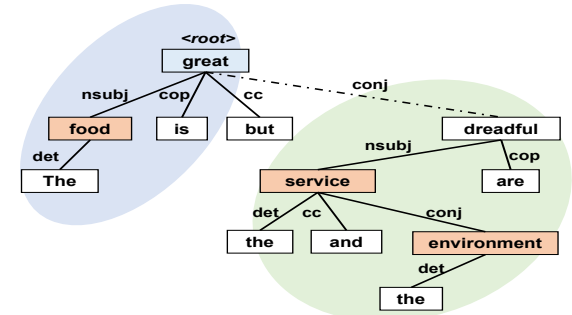 <root>
great
conj
nsubj cop cc
food is but dreadful
nsubj cop
det
The service are
det cc conj
the and environment
det
the